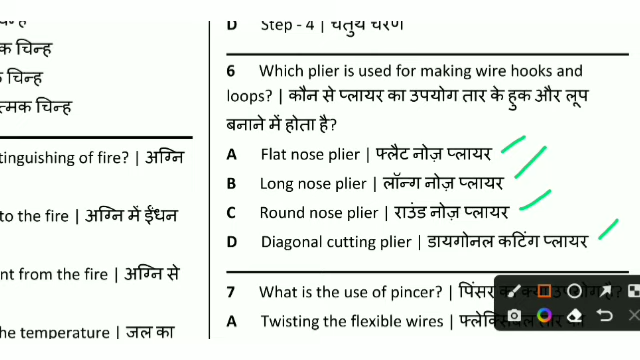 क चिन्ह
चिन्ह
त्मक चिन्ह
tinguishing of fire? | अग्नि
to the fire | अग्नि में ईंधन
nt from the fire | अग्नि से
he temperature | जल का
D Step - 4 | चतुर्थ चरण
6 Which plier is used for making wire hooks and
loops? | कौन से प्लायर का उपयोग तार के हुक और लूप
बनाने में होता है?
A Flat nose plier | फ्लैट नोज़ प्लायर
B Long nose plier | लॉन्ग नोज़ प्लायर
C Round nose plier | राउंड नोज़ प्लायर
D Diagonal cutting plier | डायगोनल कटिंग प्लायर
7 What is the use of pincer? | पिंसर का क्या उपयोग है?
A Twisting the flexible wires | फ्लेक्सिबल तार को